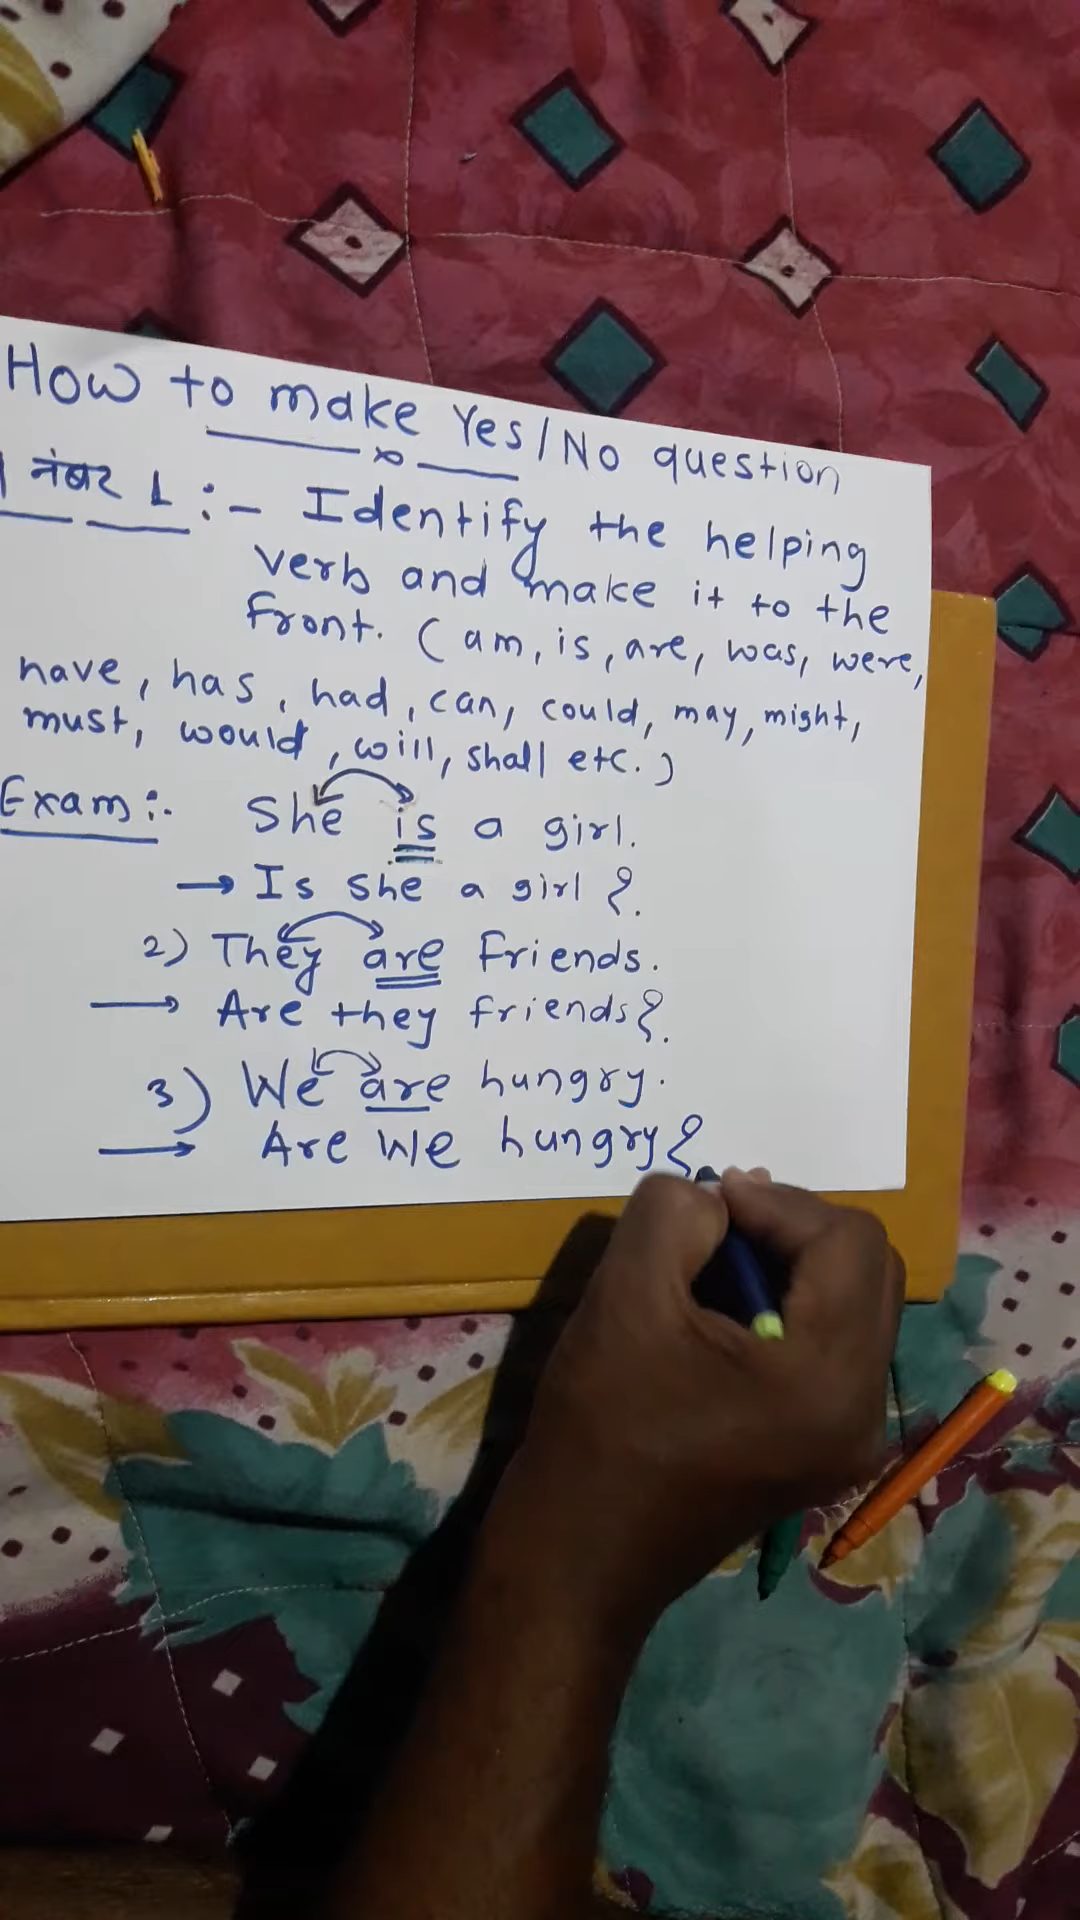 How to make Yes/No question
नंबर 1 :- Identify the helping
verb and make it to the
front. (am, is, are, was, were,
have, has, had, can, could, may, might,
must, would, will, shall etc.)
Exam:- She is a girl.
→ Is she a girl ?
2) They are friends.
→ Are they friends?
3) We are hungry.
→ Are we hungry?